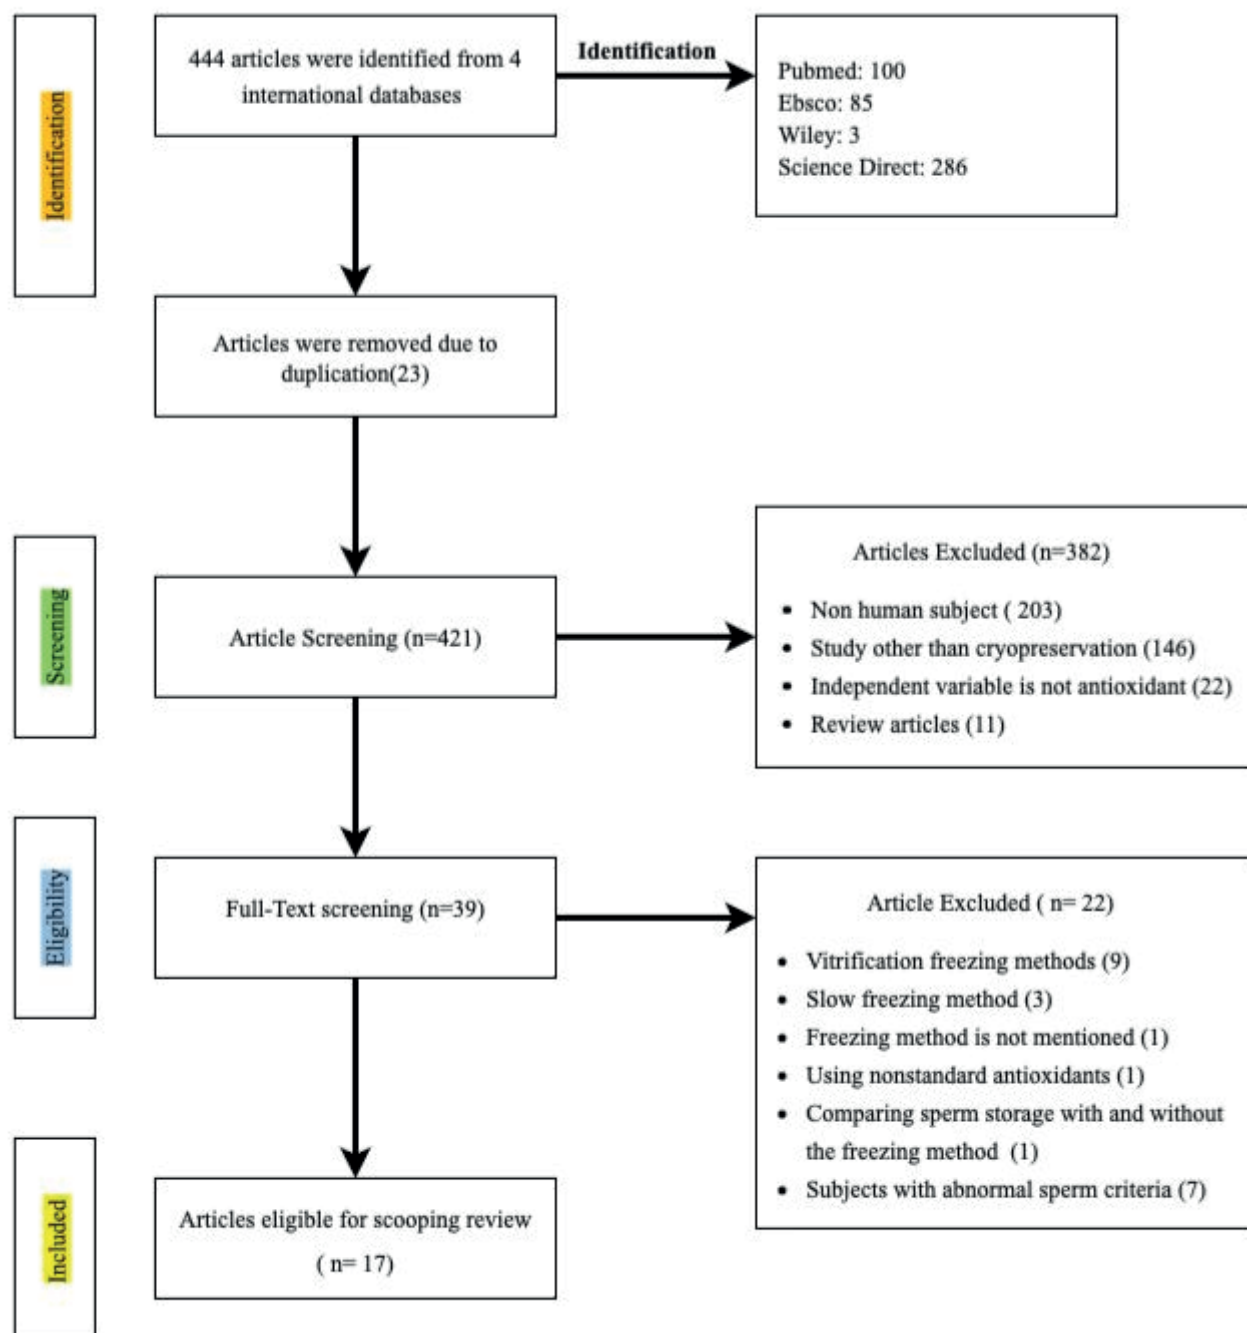 Identification
444 articles were identified from 4
international databases
Identification
Pubmed: 100
Ebsco: 85
Wiley: 3
Science Direct: 286
Articles were removed due to
duplication(23)
Screening
Article Screening (n=421)
Articles Excluded (n=382)
• Non human subject ( 203)
• Study other than cryopreservation (146)
• Independent variable is not antioxidant (22)
• Review articles (11)
Eligibility
Full-Text screening (n=39)
Article Excluded ( n= 22)
• Vitrification freezing methods (9)
• Slow freezing method (3)
• Freezing method is not mentioned (1)
• Using nonstandard antioxidants (1)
• Comparing sperm storage with and without
the freezing method (1)
• Subjects with abnormal sperm criteria (7)
Included
Articles eligible for scooping review
( n= 17)